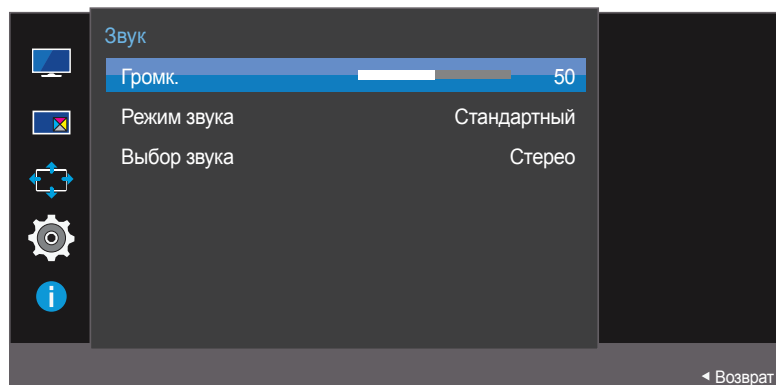 Звук
Громк. 50
Режим звука Стандартный
Выбор звука Стерео
i
◄ Возврат